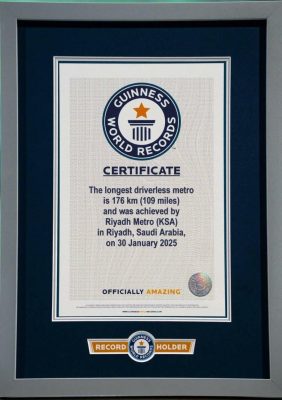 GUINNESS
WORLD RECORDS
CERTIFICATE
The longest driverless metro
is 176 km (109 miles)
and was achieved by
Riyadh Metro (KSA)
in Riyadh, Saudi Arabia,
on 30 January 2025
OFFICIALLY AMAZING
RECORD HOLDER